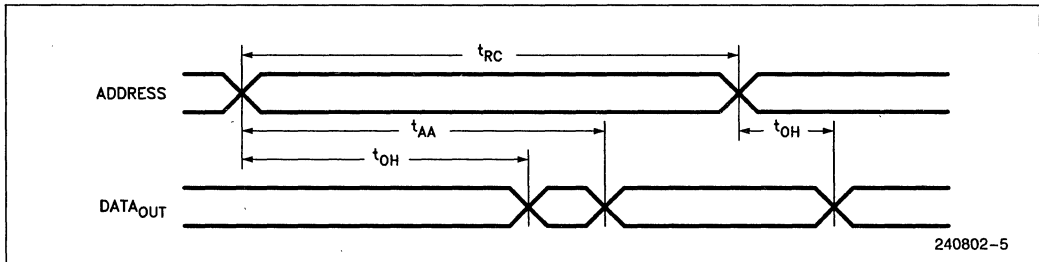 tRC
ADDRESS
tAA
tOH
tOH
DATAOUT
240802-5